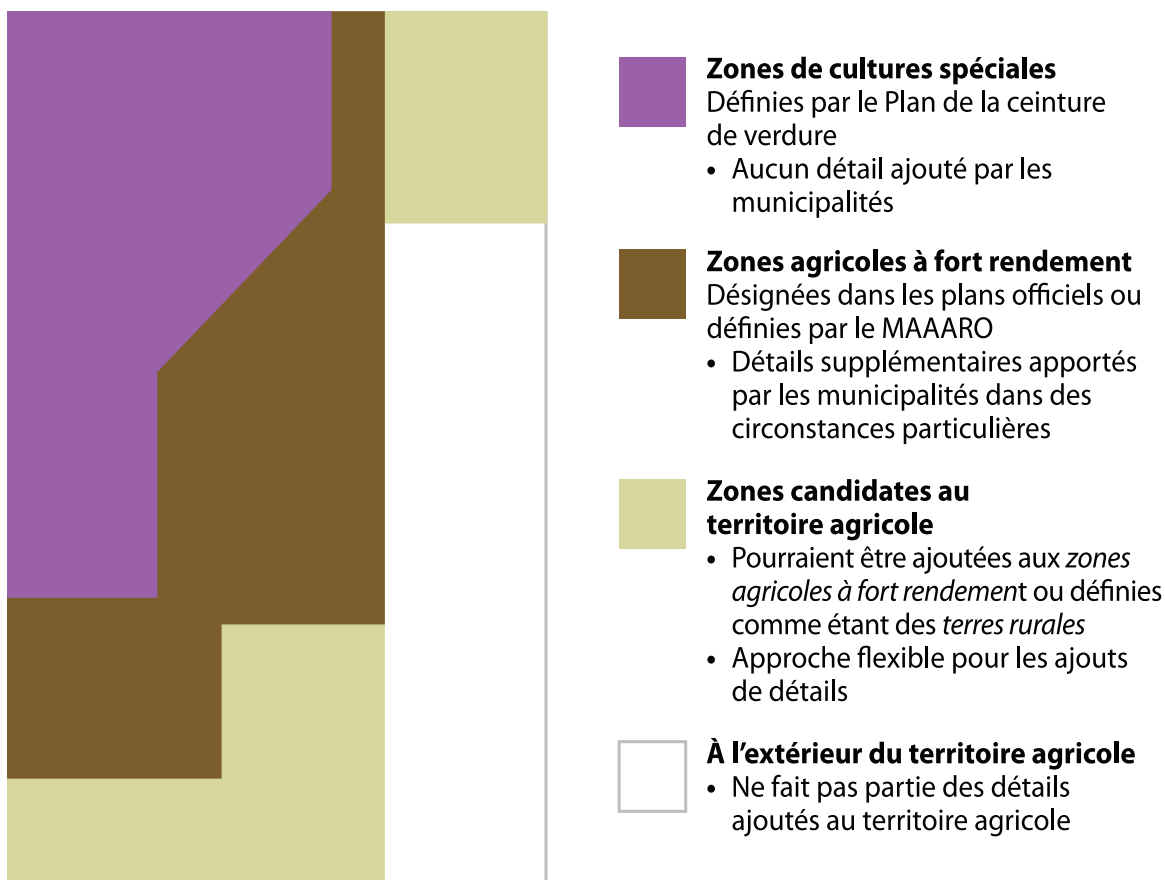 Zones de cultures spéciales
Définies par le Plan de la ceinture
de verdure
• Aucun détail ajouté par les
municipalités
Zones agricoles à fort rendement
Désignées dans les plans officiels ou
définies par le MAAARO
• Détails supplémentaires apportés
par les municipalités dans des
circonstances particulières
Zones candidates au
territoire agricole
• Pourraient être ajoutées aux zones
agricoles à fort rendement ou définies
comme étant des terres rurales
• Approche flexible pour les ajouts
de détails
À l’extérieur du territoire agricole
• Ne fait pas partie des détails
ajoutés au territoire agricole